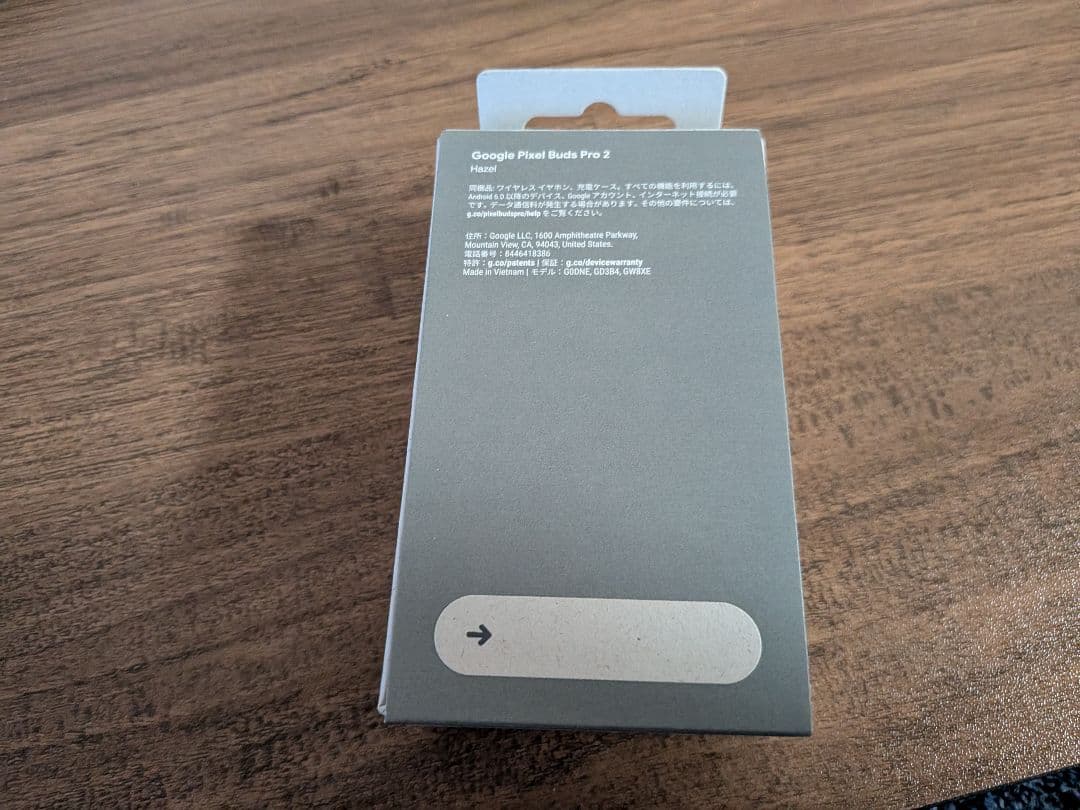 Google Pixel Buds Pro 2
Hazel
同梱品: ワイヤレス イヤホン、充電ケース。すべての機能を利用するには、
Android 6.0 以降のデバイス、Google アカウント、インターネット接続が必要
です。データ通信料が発生する場合があります。その他の要件については、
g.co/pixelbudspro/help をご覧ください。
住所：Google LLC, 1600 Amphitheatre Parkway,
Mountain View, CA, 94043, United States.
電話番号：8446418386
特許：g.co/patents | 保証：g.co/devicewarranty
Made in Vietnam | モデル：G0DNE, GD3B4, GW8XE